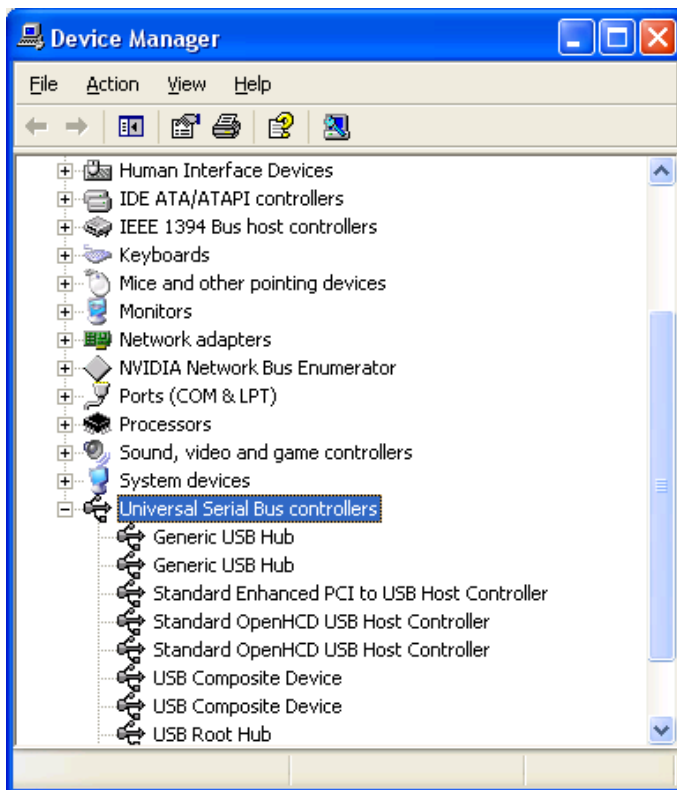 Device Manager
File Action View Help
Human Interface Devices
IDE ATA/ATAPI controllers
IEEE 1394 Bus host controllers
Keyboards
Mice and other pointing devices
Monitors
Network adapters
NVIDIA Network Bus Enumerator
Ports (COM & LPT)
Processors
Sound, video and game controllers
System devices
Universal Serial Bus controllers
Generic USB Hub
Generic USB Hub
Standard Enhanced PCI to USB Host Controller
Standard OpenHCD USB Host Controller
Standard OpenHCD USB Host Controller
USB Composite Device
USB Composite Device
USB Root Hub